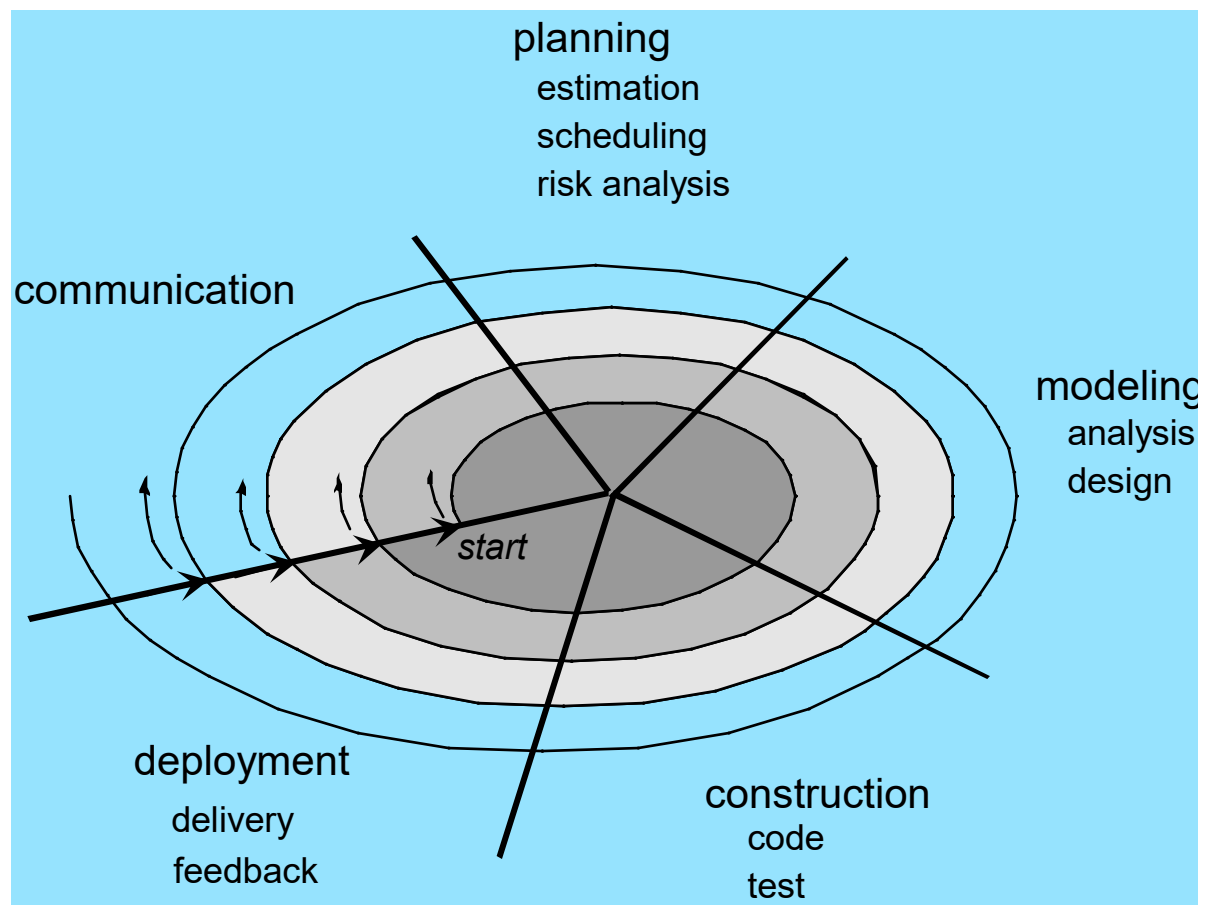 planning
estimation
scheduling
risk analysis
communication
modeling
analysis
design
start
deployment
delivery
feedback
construction
code
test